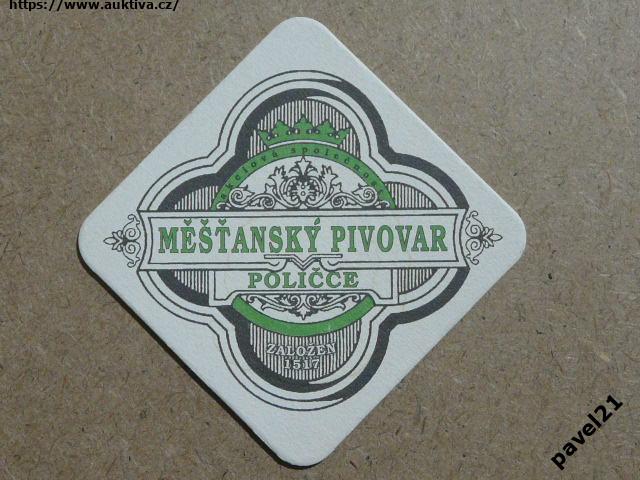 https://www.auktiva.cz/
akciová společnost
MĚŠŤANSKÝ PIVOVAR
POLIČCE
ZALOŽEN
1517
pavel21